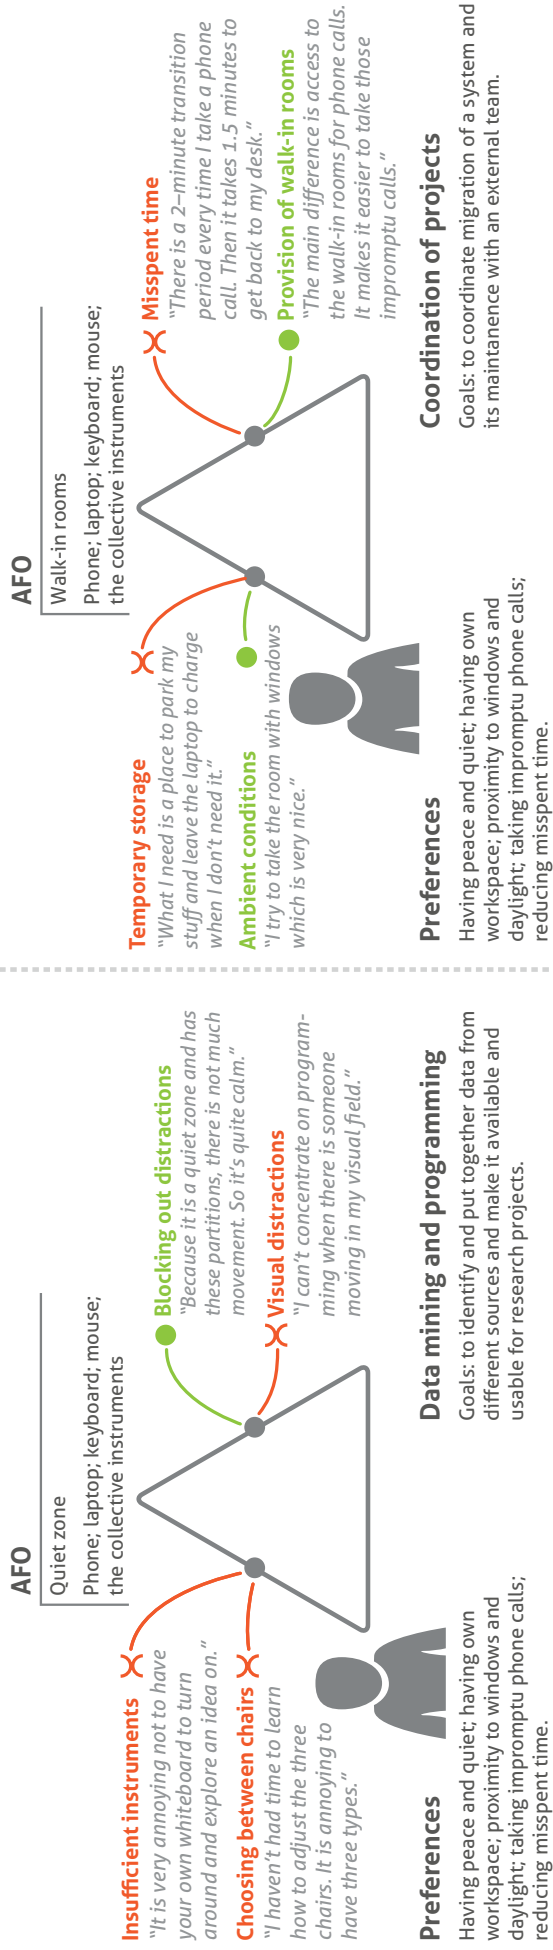 AFO
Quiet zone
Phone; laptop; keyboard; mouse;
the collective instruments
Insufficient instruments
“It is very annoying not to have
your own whiteboard to turn
around and explore an idea on.”
Choosing between chairs
“I haven’t had time to learn
how to adjust the three
chairs. It is annoying to
have three types.”
Blocking out distractions
“Because it is a quiet zone and has
these partitions, there is not much
movement. So it’s quite calm.”
Visual distractions
“I can’t concentrate on program-
ming when there is someone
moving in my visual field.”
Preferences
Having peace and quiet; having own
workspace; proximity to windows and
daylight; taking impromptu phone calls;
reducing misspent time.
Data mining and programming
Goals: to identify and put together data from
different sources and make it available and
usable for research projects.
AFO
Walk-in rooms
Phone; laptop; keyboard; mouse;
the collective instruments
Temporary storage
“What I need is a place to park my
stuff and leave the laptop to charge
when I don’t need it.”
Ambient conditions
“I try to take the room with windows
which is very nice.”
Misspent time
“There is a 2–minute transition
period every time I take a phone
call. Then it takes 1.5 minutes to
get back to my desk.”
Provision of walk-in rooms
“The main difference is access to
the walk-in rooms for phone calls.
It makes it easier to take those
impromptu calls.”
Preferences
Having peace and quiet; having own
workspace; proximity to windows and
daylight; taking impromptu phone calls;
reducing misspent time.
Coordination of projects
Goals: to coordinate migration of a system and
its maintanence with an external team.